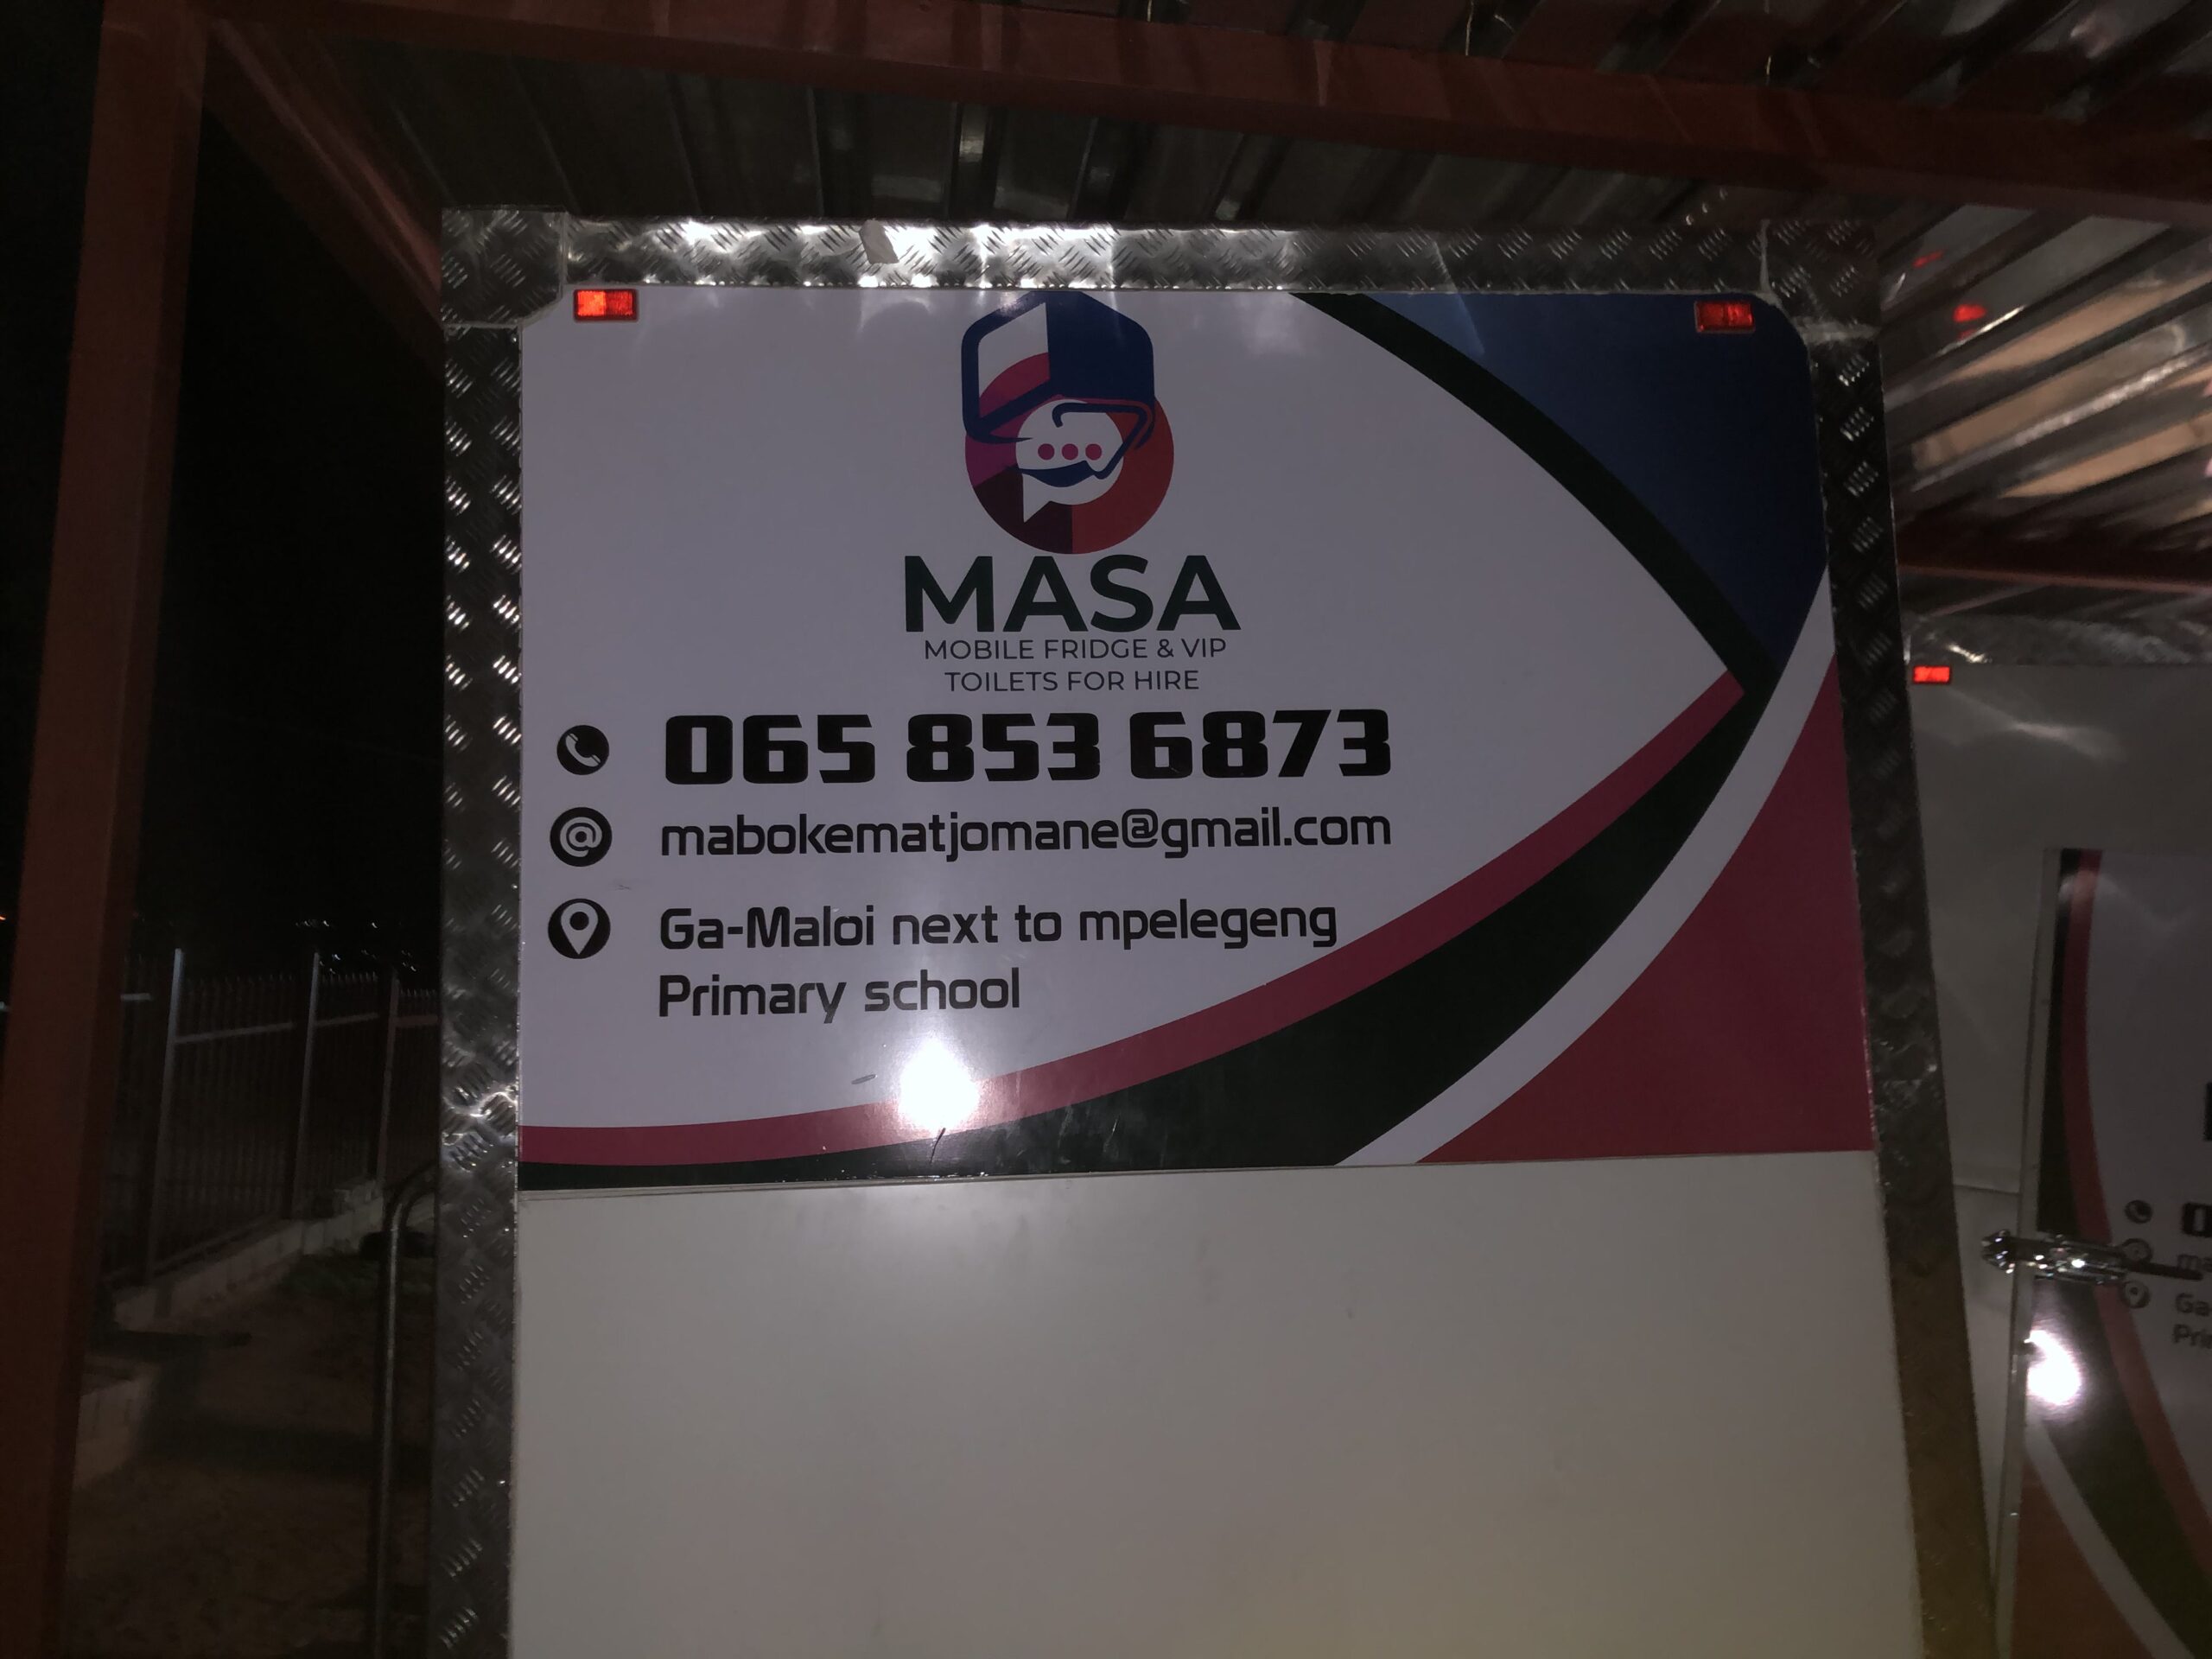 MASA
MOBILE FRIDGE & VIP
TOILETS FOR HIRE
065 853 6873
mabokematjomane@gmail.com
Ga-Maloi next to mpelegeng
Primary school
Ga-